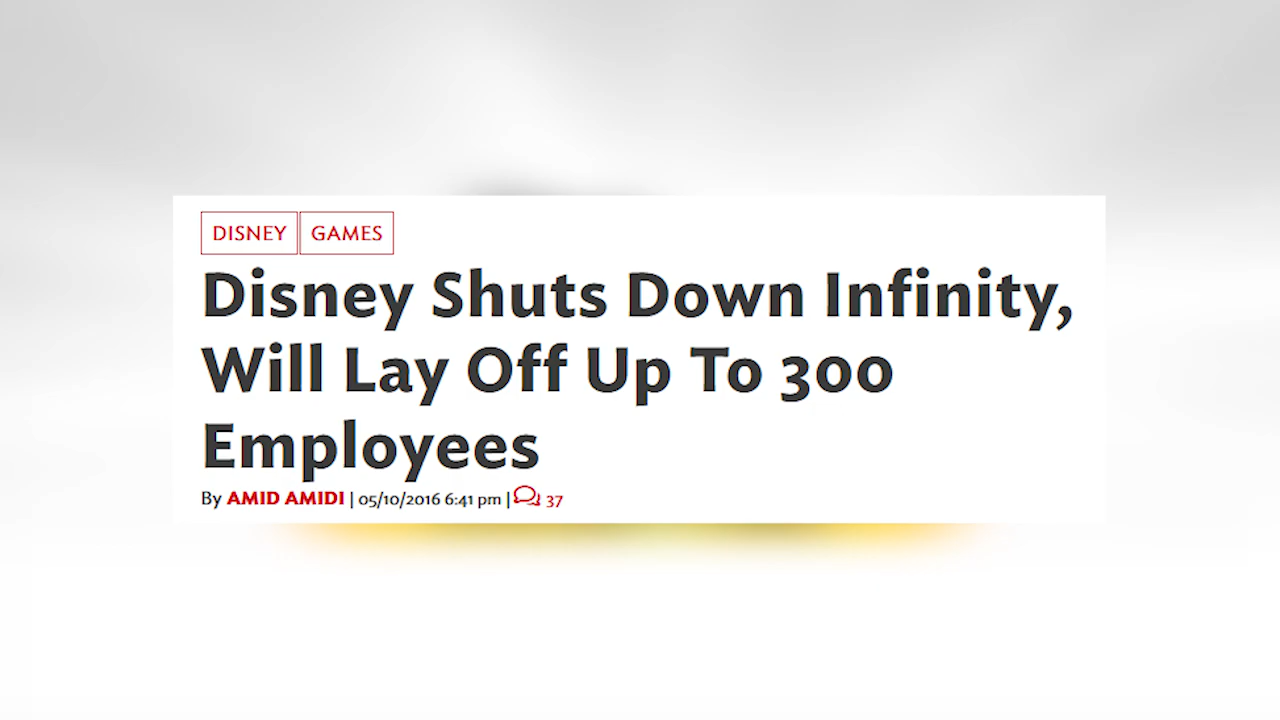 DISNEY GAMES
Disney Shuts Down Infinity,
Will Lay Off Up To 300
Employees
By AMID AMIDI | 05/10/2016 6:41 pm | 37